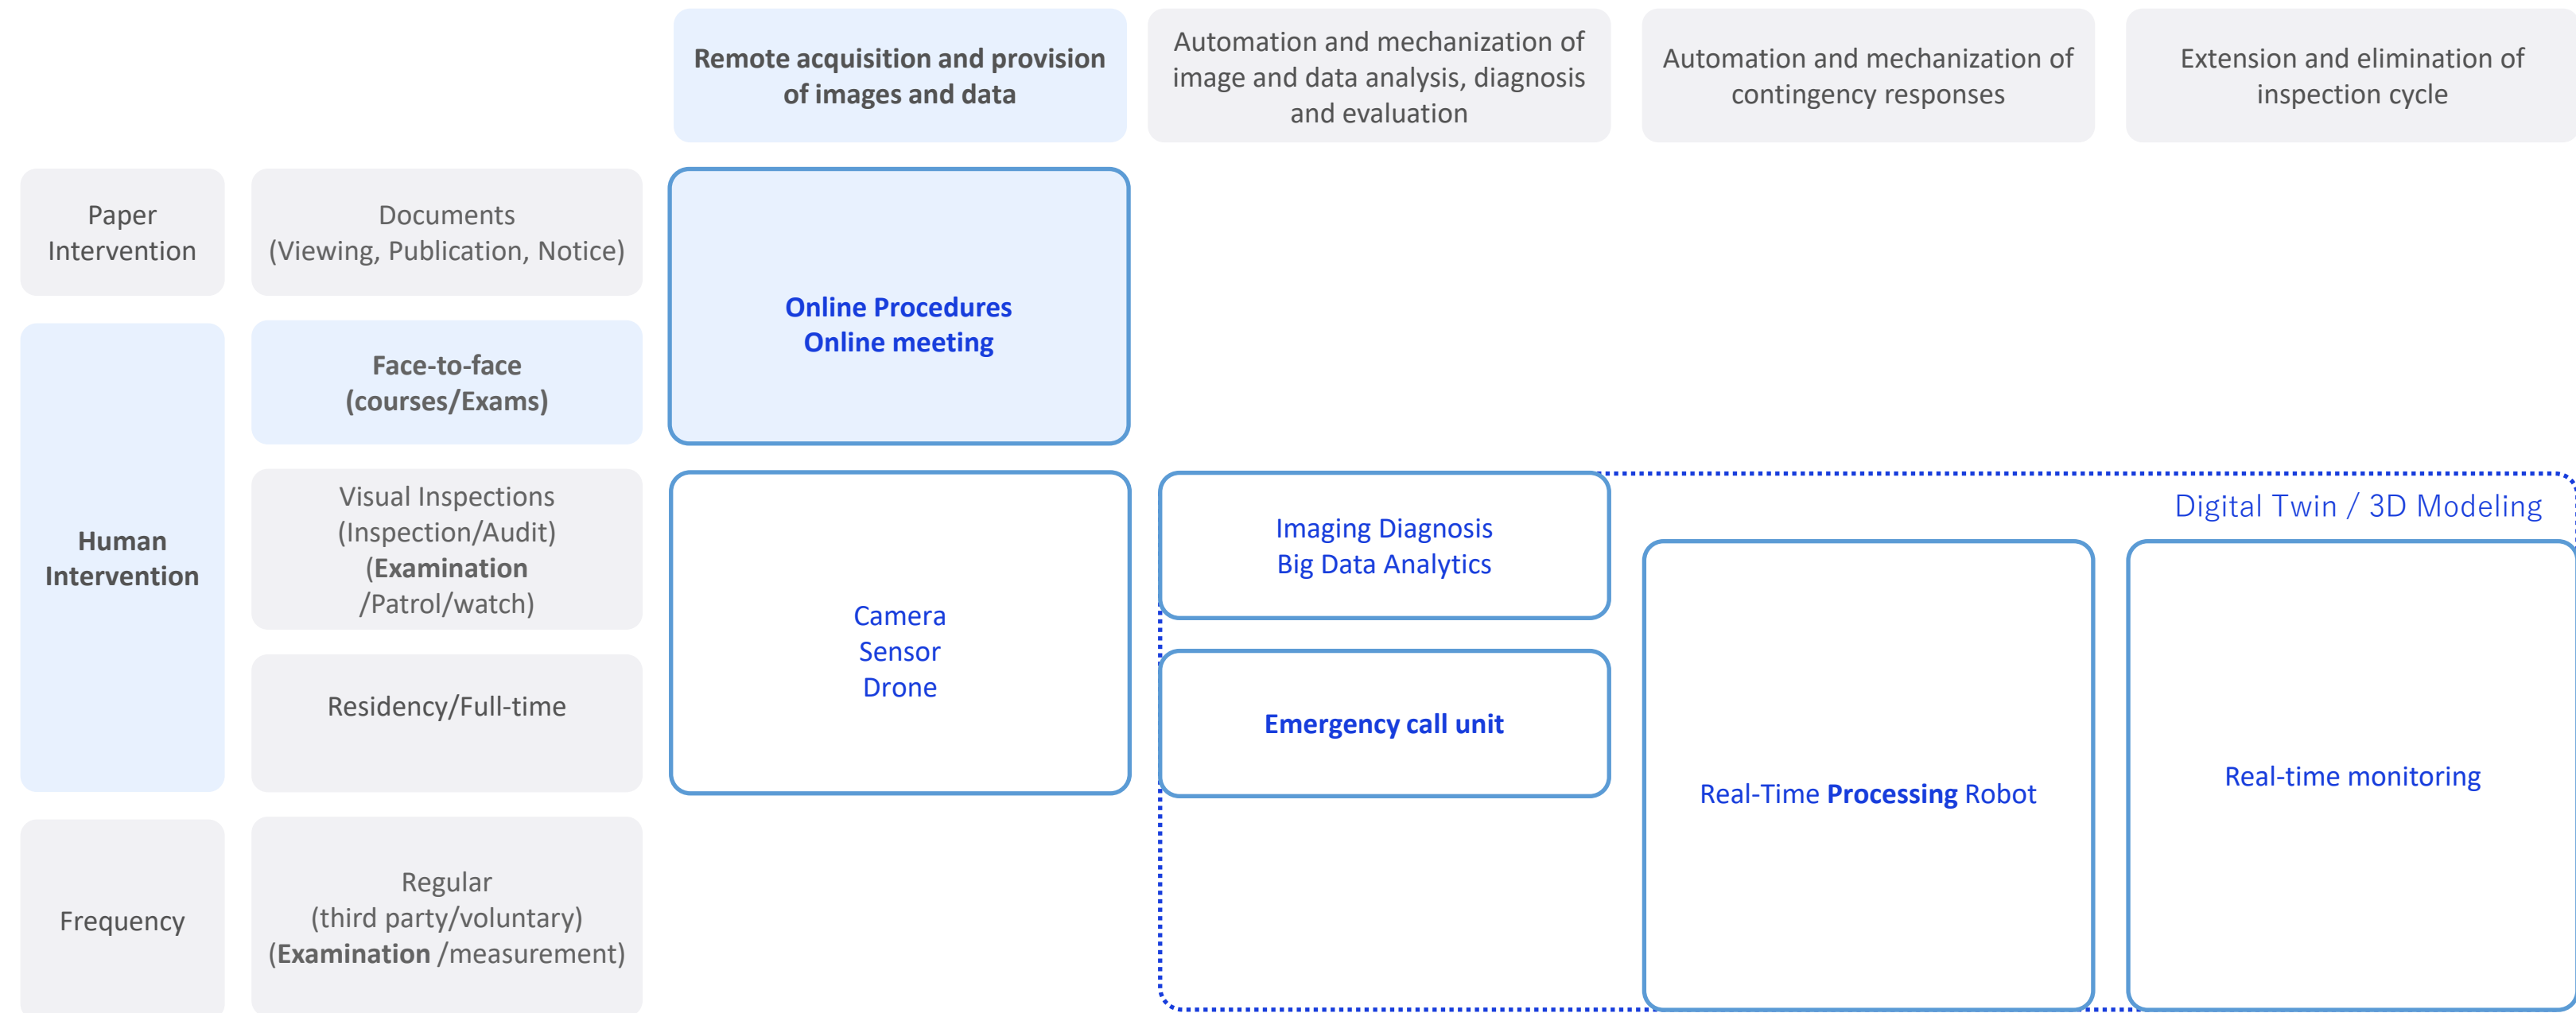 Remote acquisition and provision
of images and data
Automation and mechanization of
image and data analysis, diagnosis
and evaluation
Automation and mechanization of
contingency responses
Extension and elimination of
inspection cycle
Paper
Intervention
Documents
(Viewing, Publication, Notice)
Online Procedures
Online meeting
Human
Intervention
Face-to-face
(courses/Exams)
Visual Inspections
(Inspection/Audit)
(Examination
/Patrol/watch)
Camera
Sensor
Drone
Imaging Diagnosis
Big Data Analytics
Digital Twin / 3D Modeling
Residency/Full-time
Emergency call unit
Real-Time Processing Robot
Real-time monitoring
Frequency
Regular
(third party/voluntary)
(Examination /measurement)